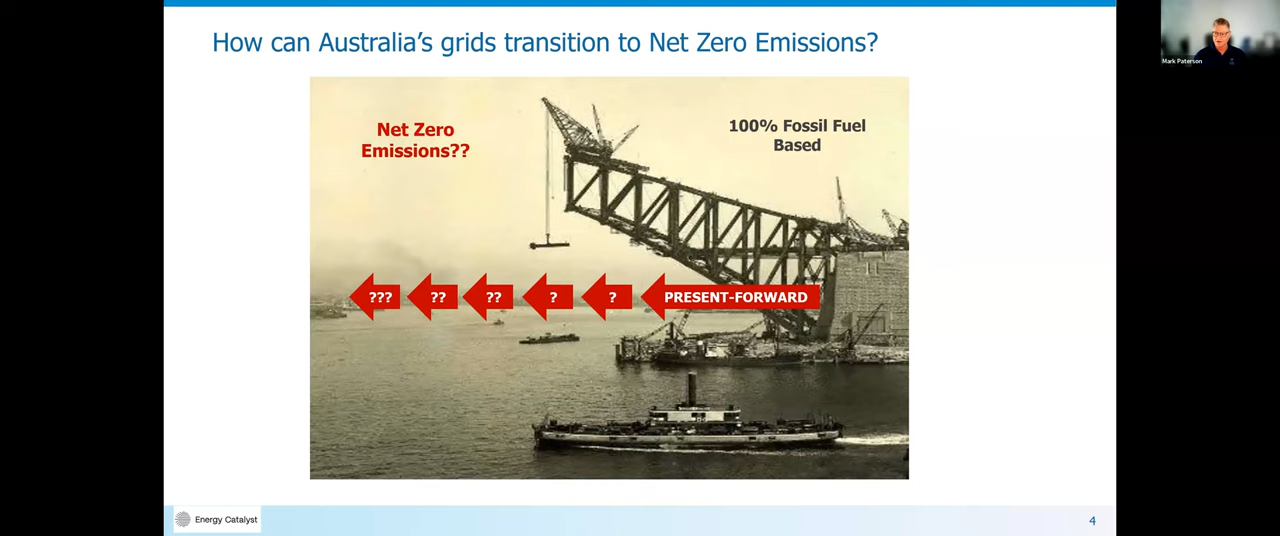 How can Australia's grids transition to Net Zero Emissions?
Mark Paterson
Net Zero
Emissions??
100% Fossil Fuel
Based
???
??
??
?
?
PRESENT-FORWARD
Energy Catalyst
4